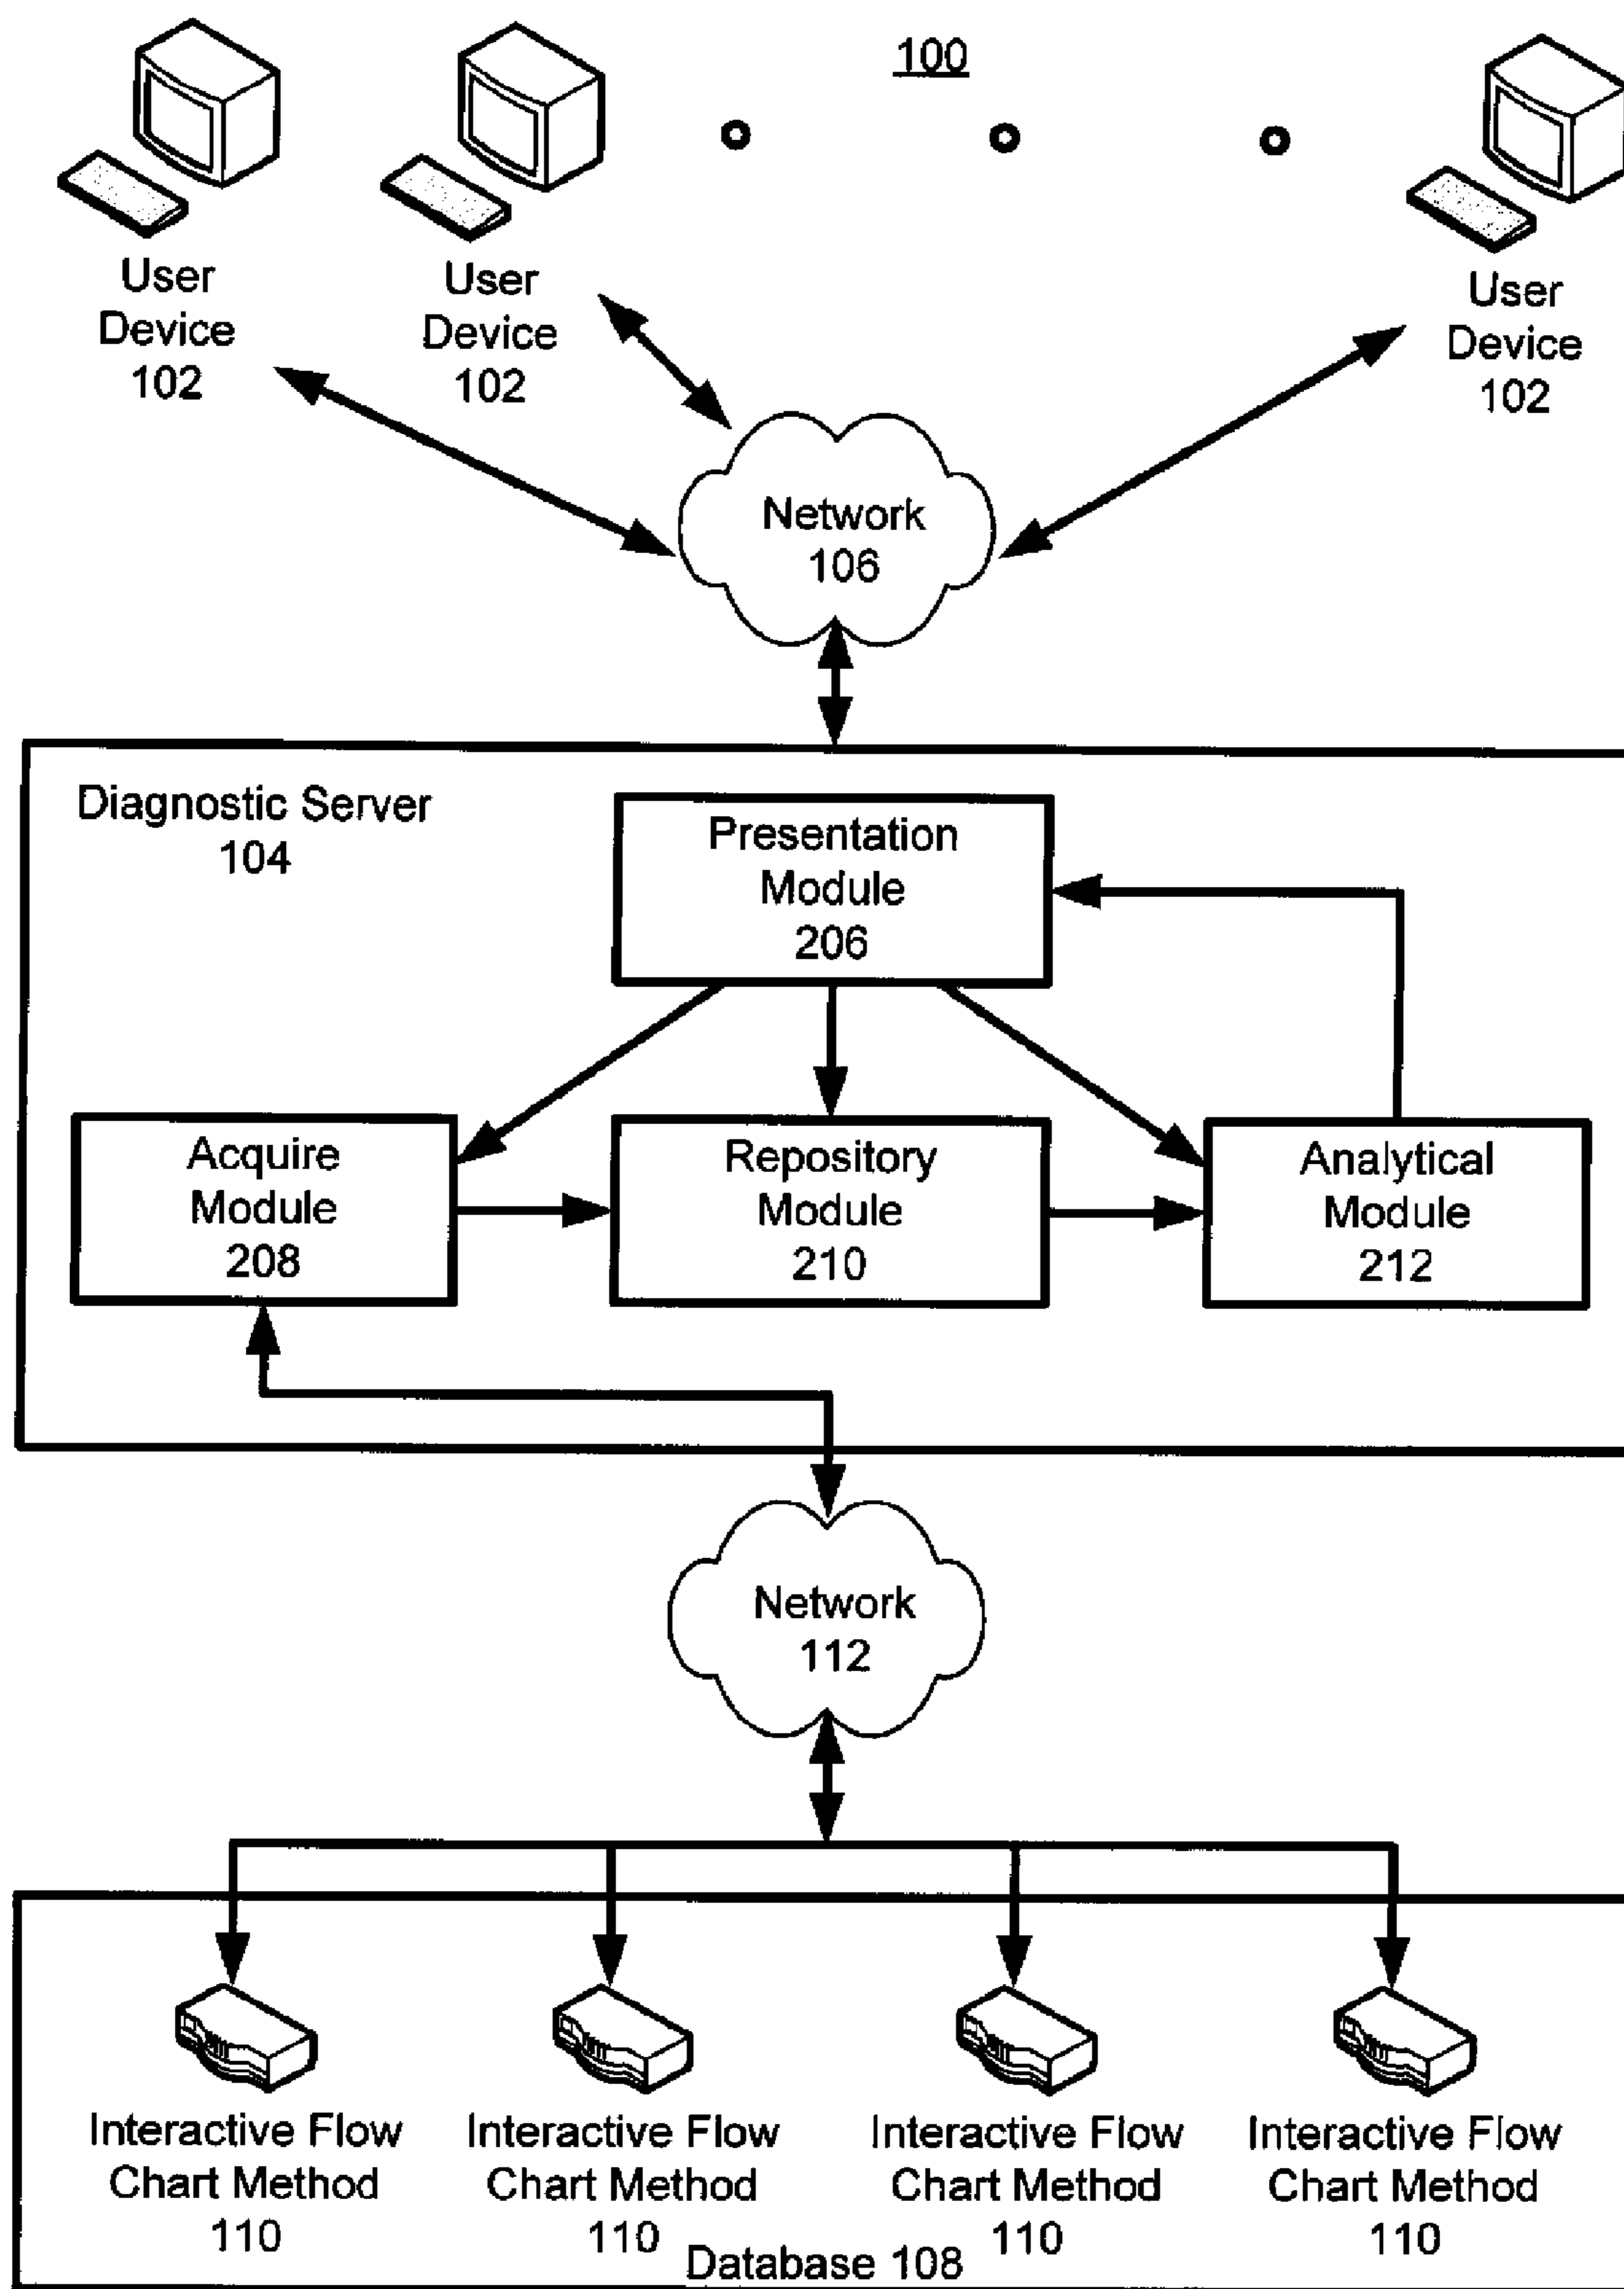 100
User
Device
102
User
Device
102
User
Device
102
Network
106
Diagnostic Server
104
Presentation
Module
206
Acquire
Module
208
Repository
Module
210
Analytical
Module
212
Network
112
Interactive Flow
Chart Method
110
Interactive Flow
Chart Method
110
Interactive Flow
Chart Method
110
Interactive Flow
Chart Method
110
Database 108